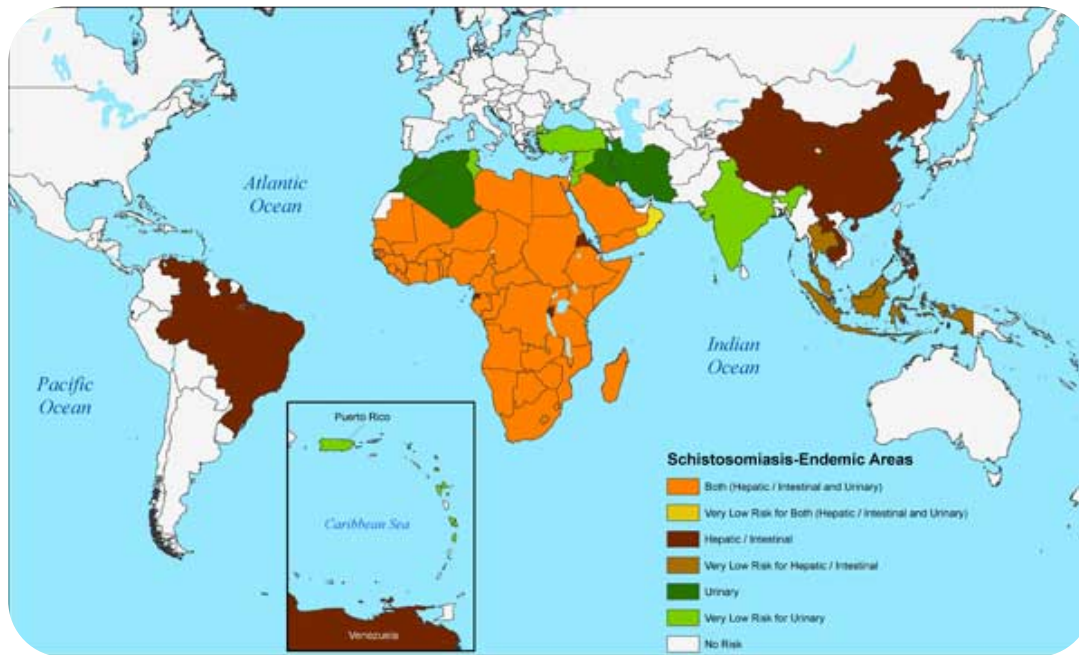 Atlantic
Ocean
Pacific
Ocean
Indian
Ocean
Puerto Rico
Caribbean Sea
Venezuela
Schistosomiasis-Endemic Areas
Both (Hepatic / Intestinal and Urinary)
Very Low Risk for Both (Hepatic / Intestinal and Urinary)
Hepatic / Intestinal
Very Low Risk for Hepatic / Intestinal
Urinary
Very Low Risk for Urinary
No Risk